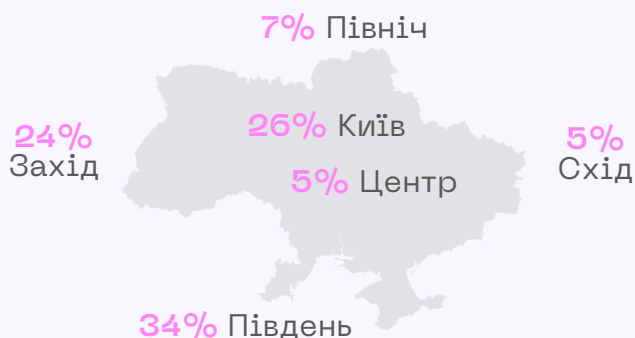 7% Північ
26% Київ
24%
Захід
5%
Схід
5% Центр
34% Південь